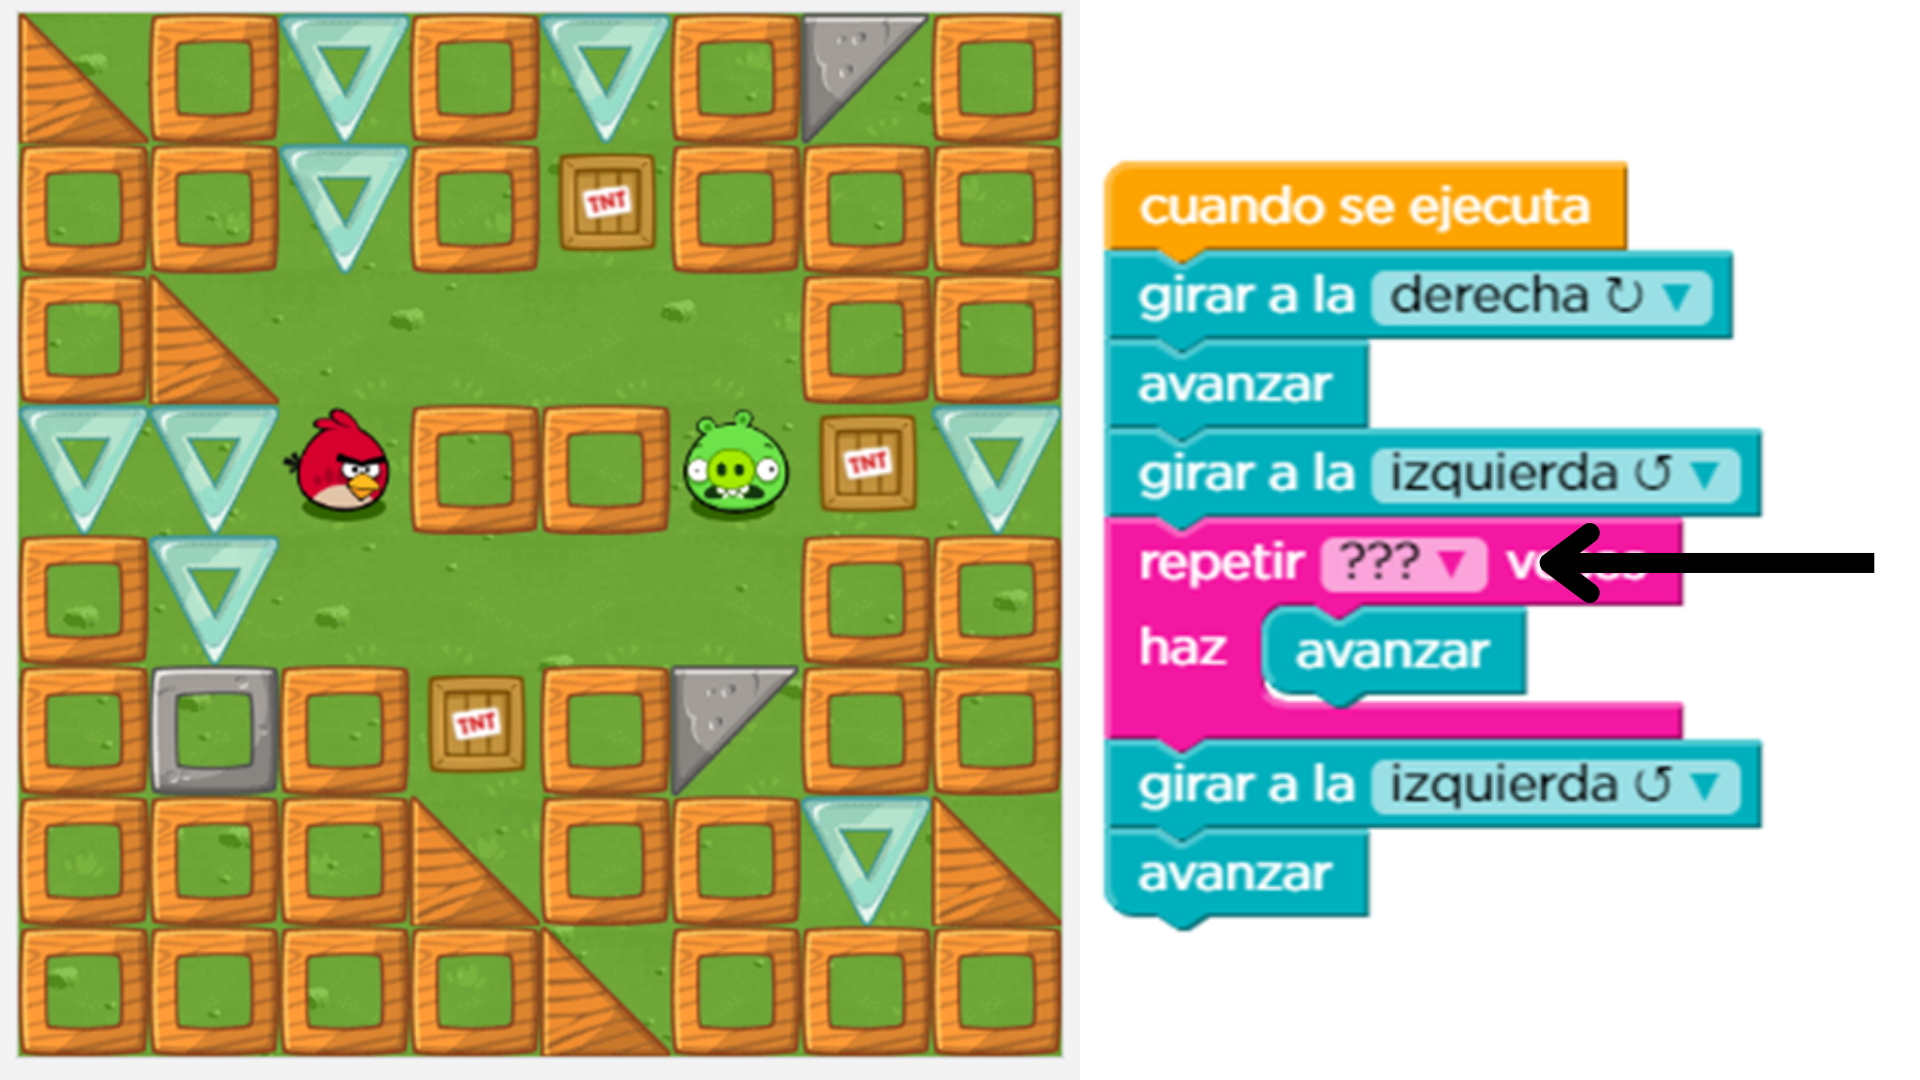 TNT
TNT
TNT
cuando se ejecuta
girar a la derecha ↻ ▼
avanzar
girar a la izquierda ↺ ▼
repetir ??? ▼
haz avanzar
girar a la izquierda ↺ ▼
avanzar